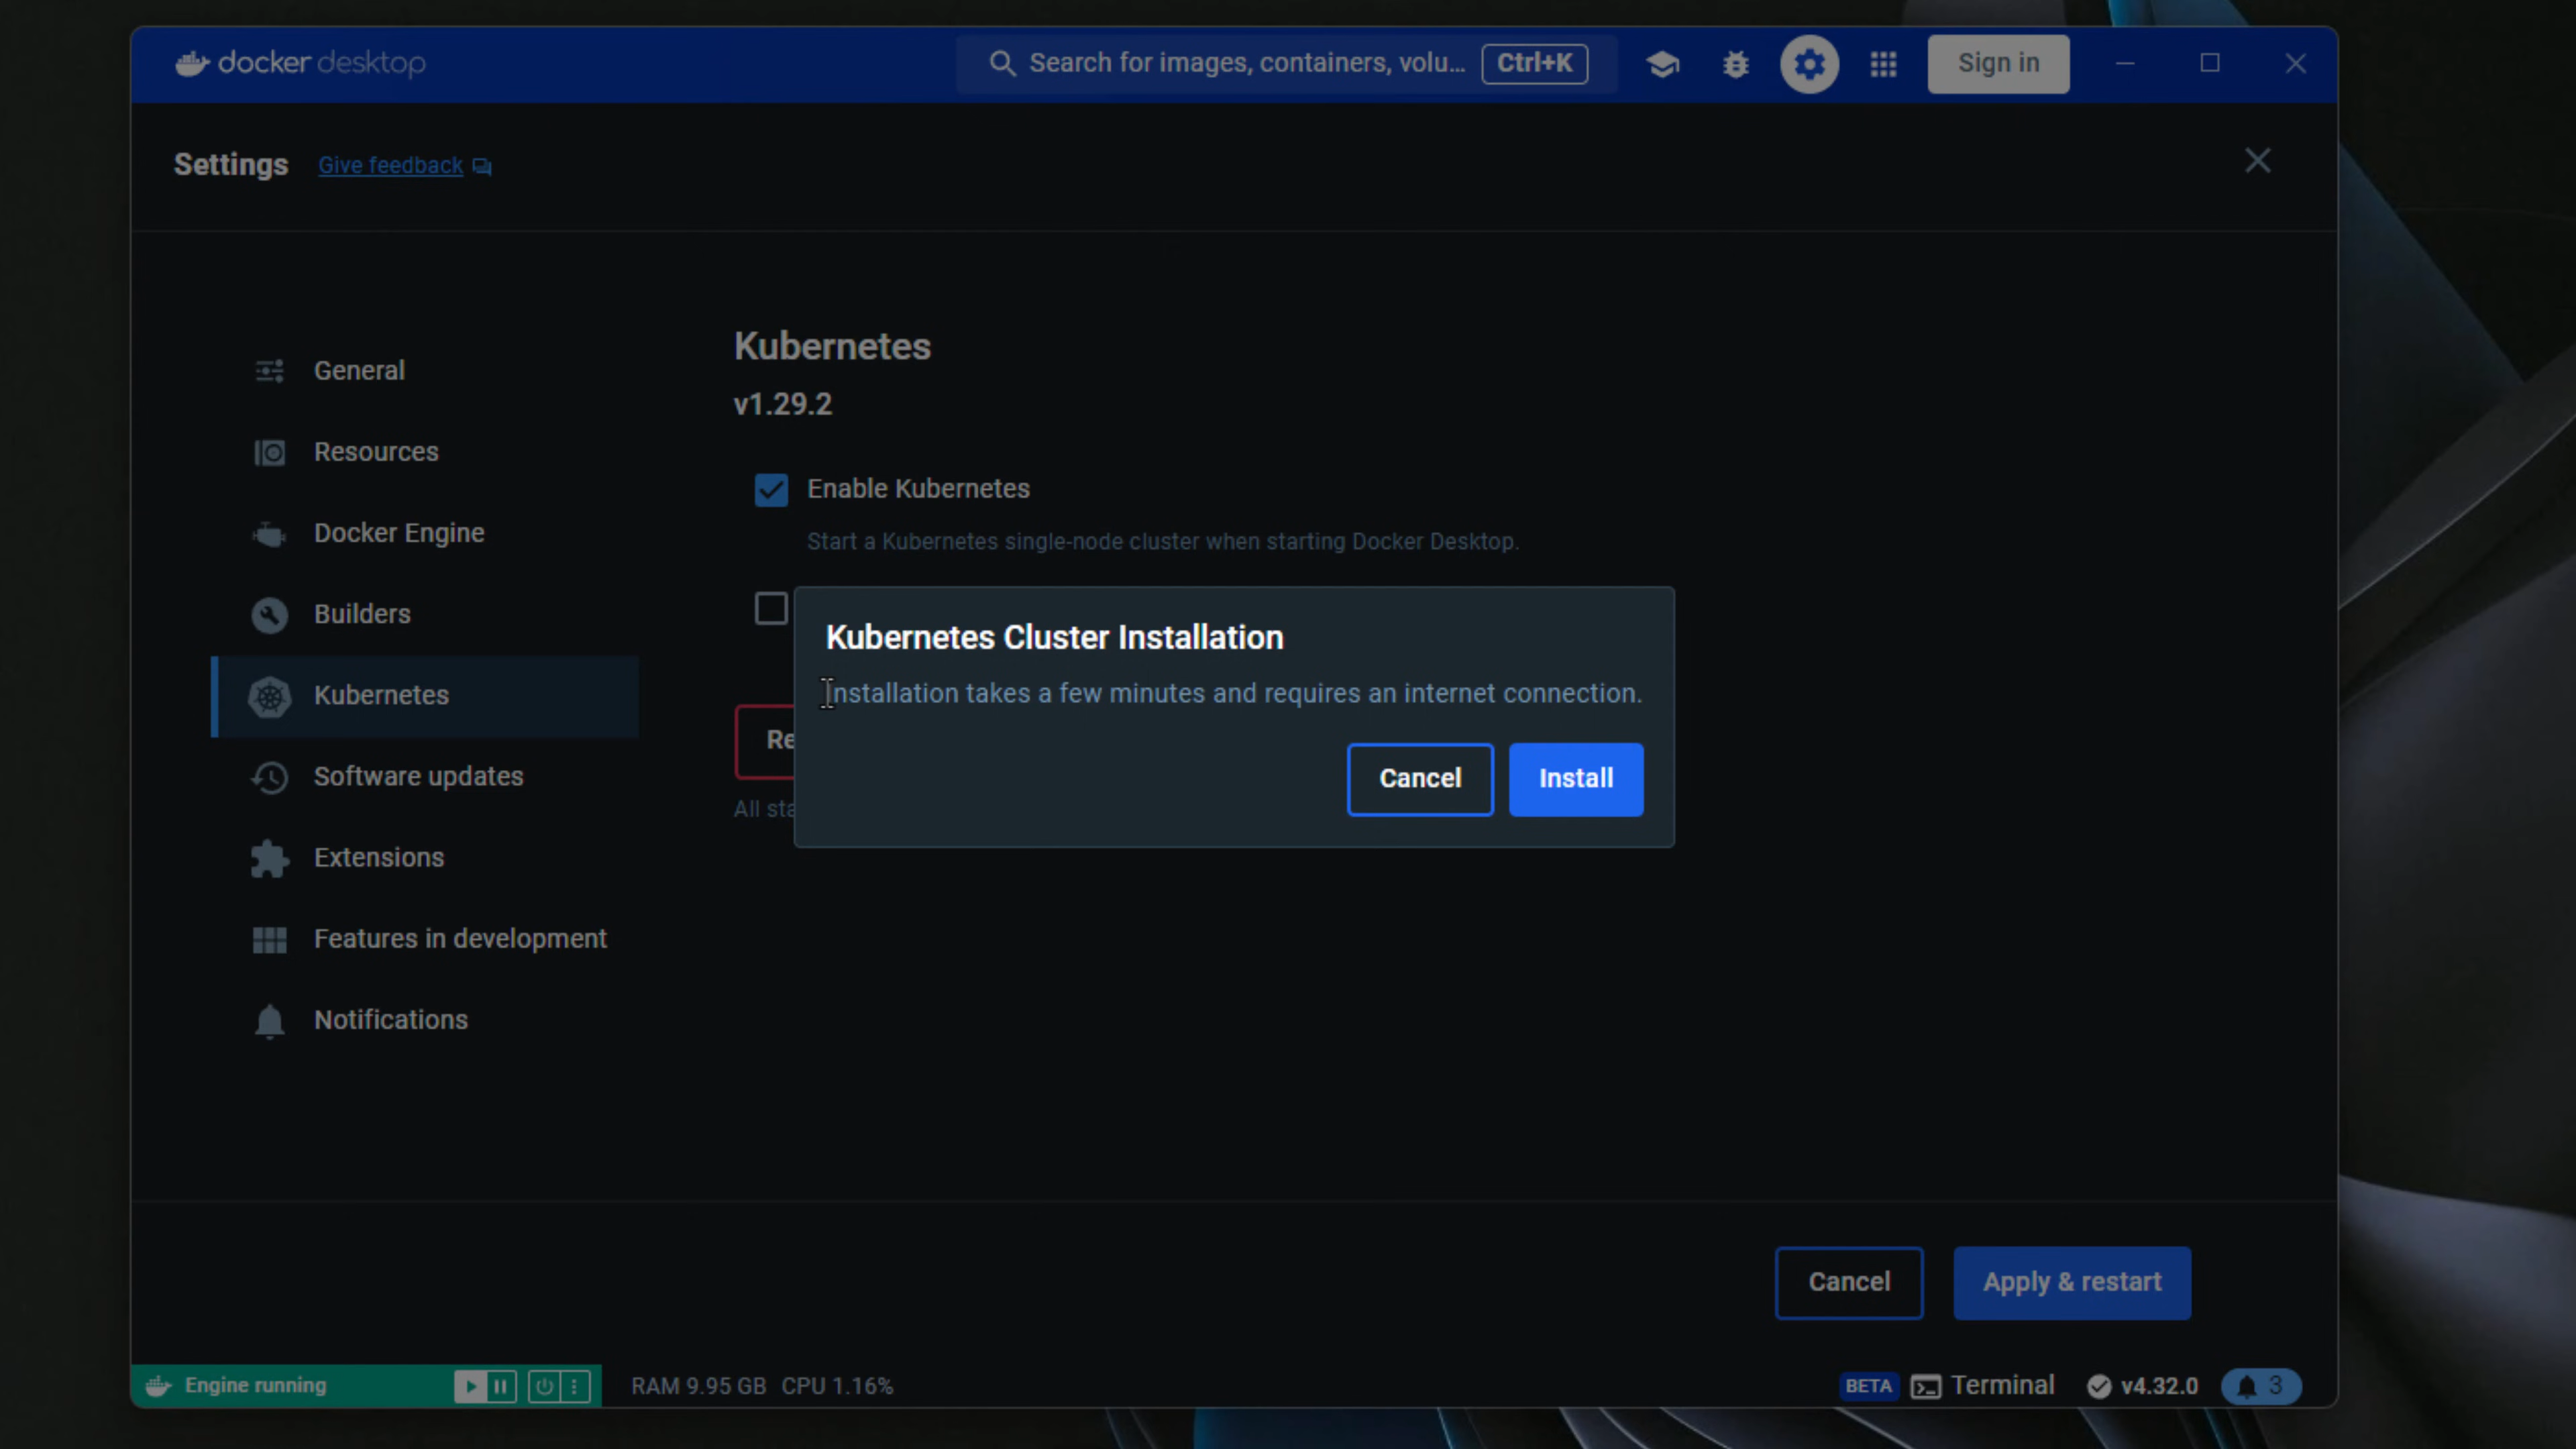 docker desktop
Search for images, containers, volu... Ctrl+K
Sign in
Settings Give feedback
General
Resources
Docker Engine
Builders
Kubernetes
Software updates
Extensions
Features in development
Notifications
Kubernetes
v1.29.2
Enable Kubernetes
Start a Kubernetes single-node cluster when starting Docker Desktop.
Re
All sta
Kubernetes Cluster Installation
Installation takes a few minutes and requires an internet connection.
Cancel Install
Cancel Apply & restart
Engine running RAM 9.95 GB CPU 1.16% BETA Terminal v4.32.0 3